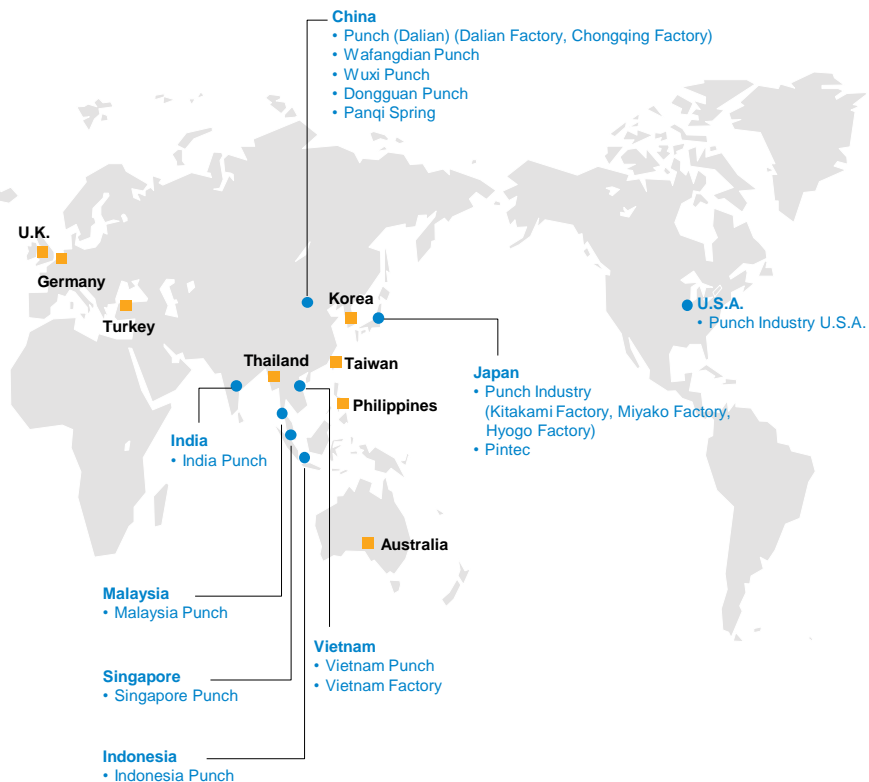 China
• Punch (Dalian) (Dalian Factory, Chongqing Factory)
• Wafangdian Punch
• Wuxi Punch
• Dongguan Punch
• Panqi Spring
U.K.
Germany
Turkey
Korea
U.S.A.
• Punch Industry U.S.A.
Thailand
Taiwan
Philippines
Japan
• Punch Industry
(Kitakami Factory, Miyako Factory,
Hyogo Factory)
• Pintec
India
• India Punch
Australia
Malaysia
• Malaysia Punch
Vietnam
• Vietnam Punch
• Vietnam Factory
Singapore
• Singapore Punch
Indonesia
• Indonesia Punch